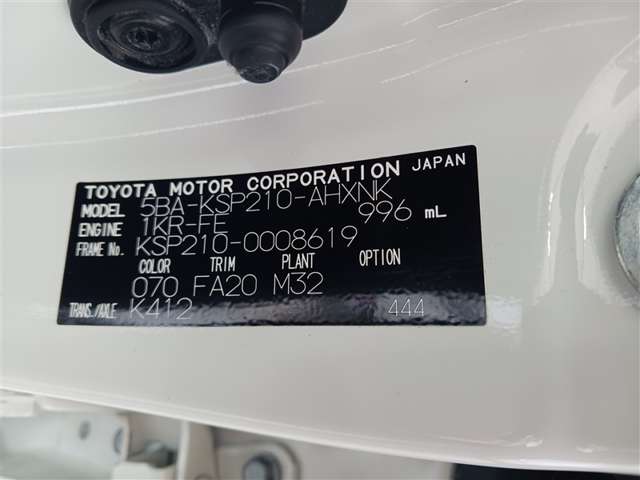 TOYOTA MOTOR CORPORATION JAPAN
MODEL 5BA-KSP210-AHXNK
ENGINE 1KR-FE 996 mL
FRAME No. KSP210-0008619
COLOR TRIM PLANT OPTION
070 FA20 M32
TRANS./AXLE K412 444